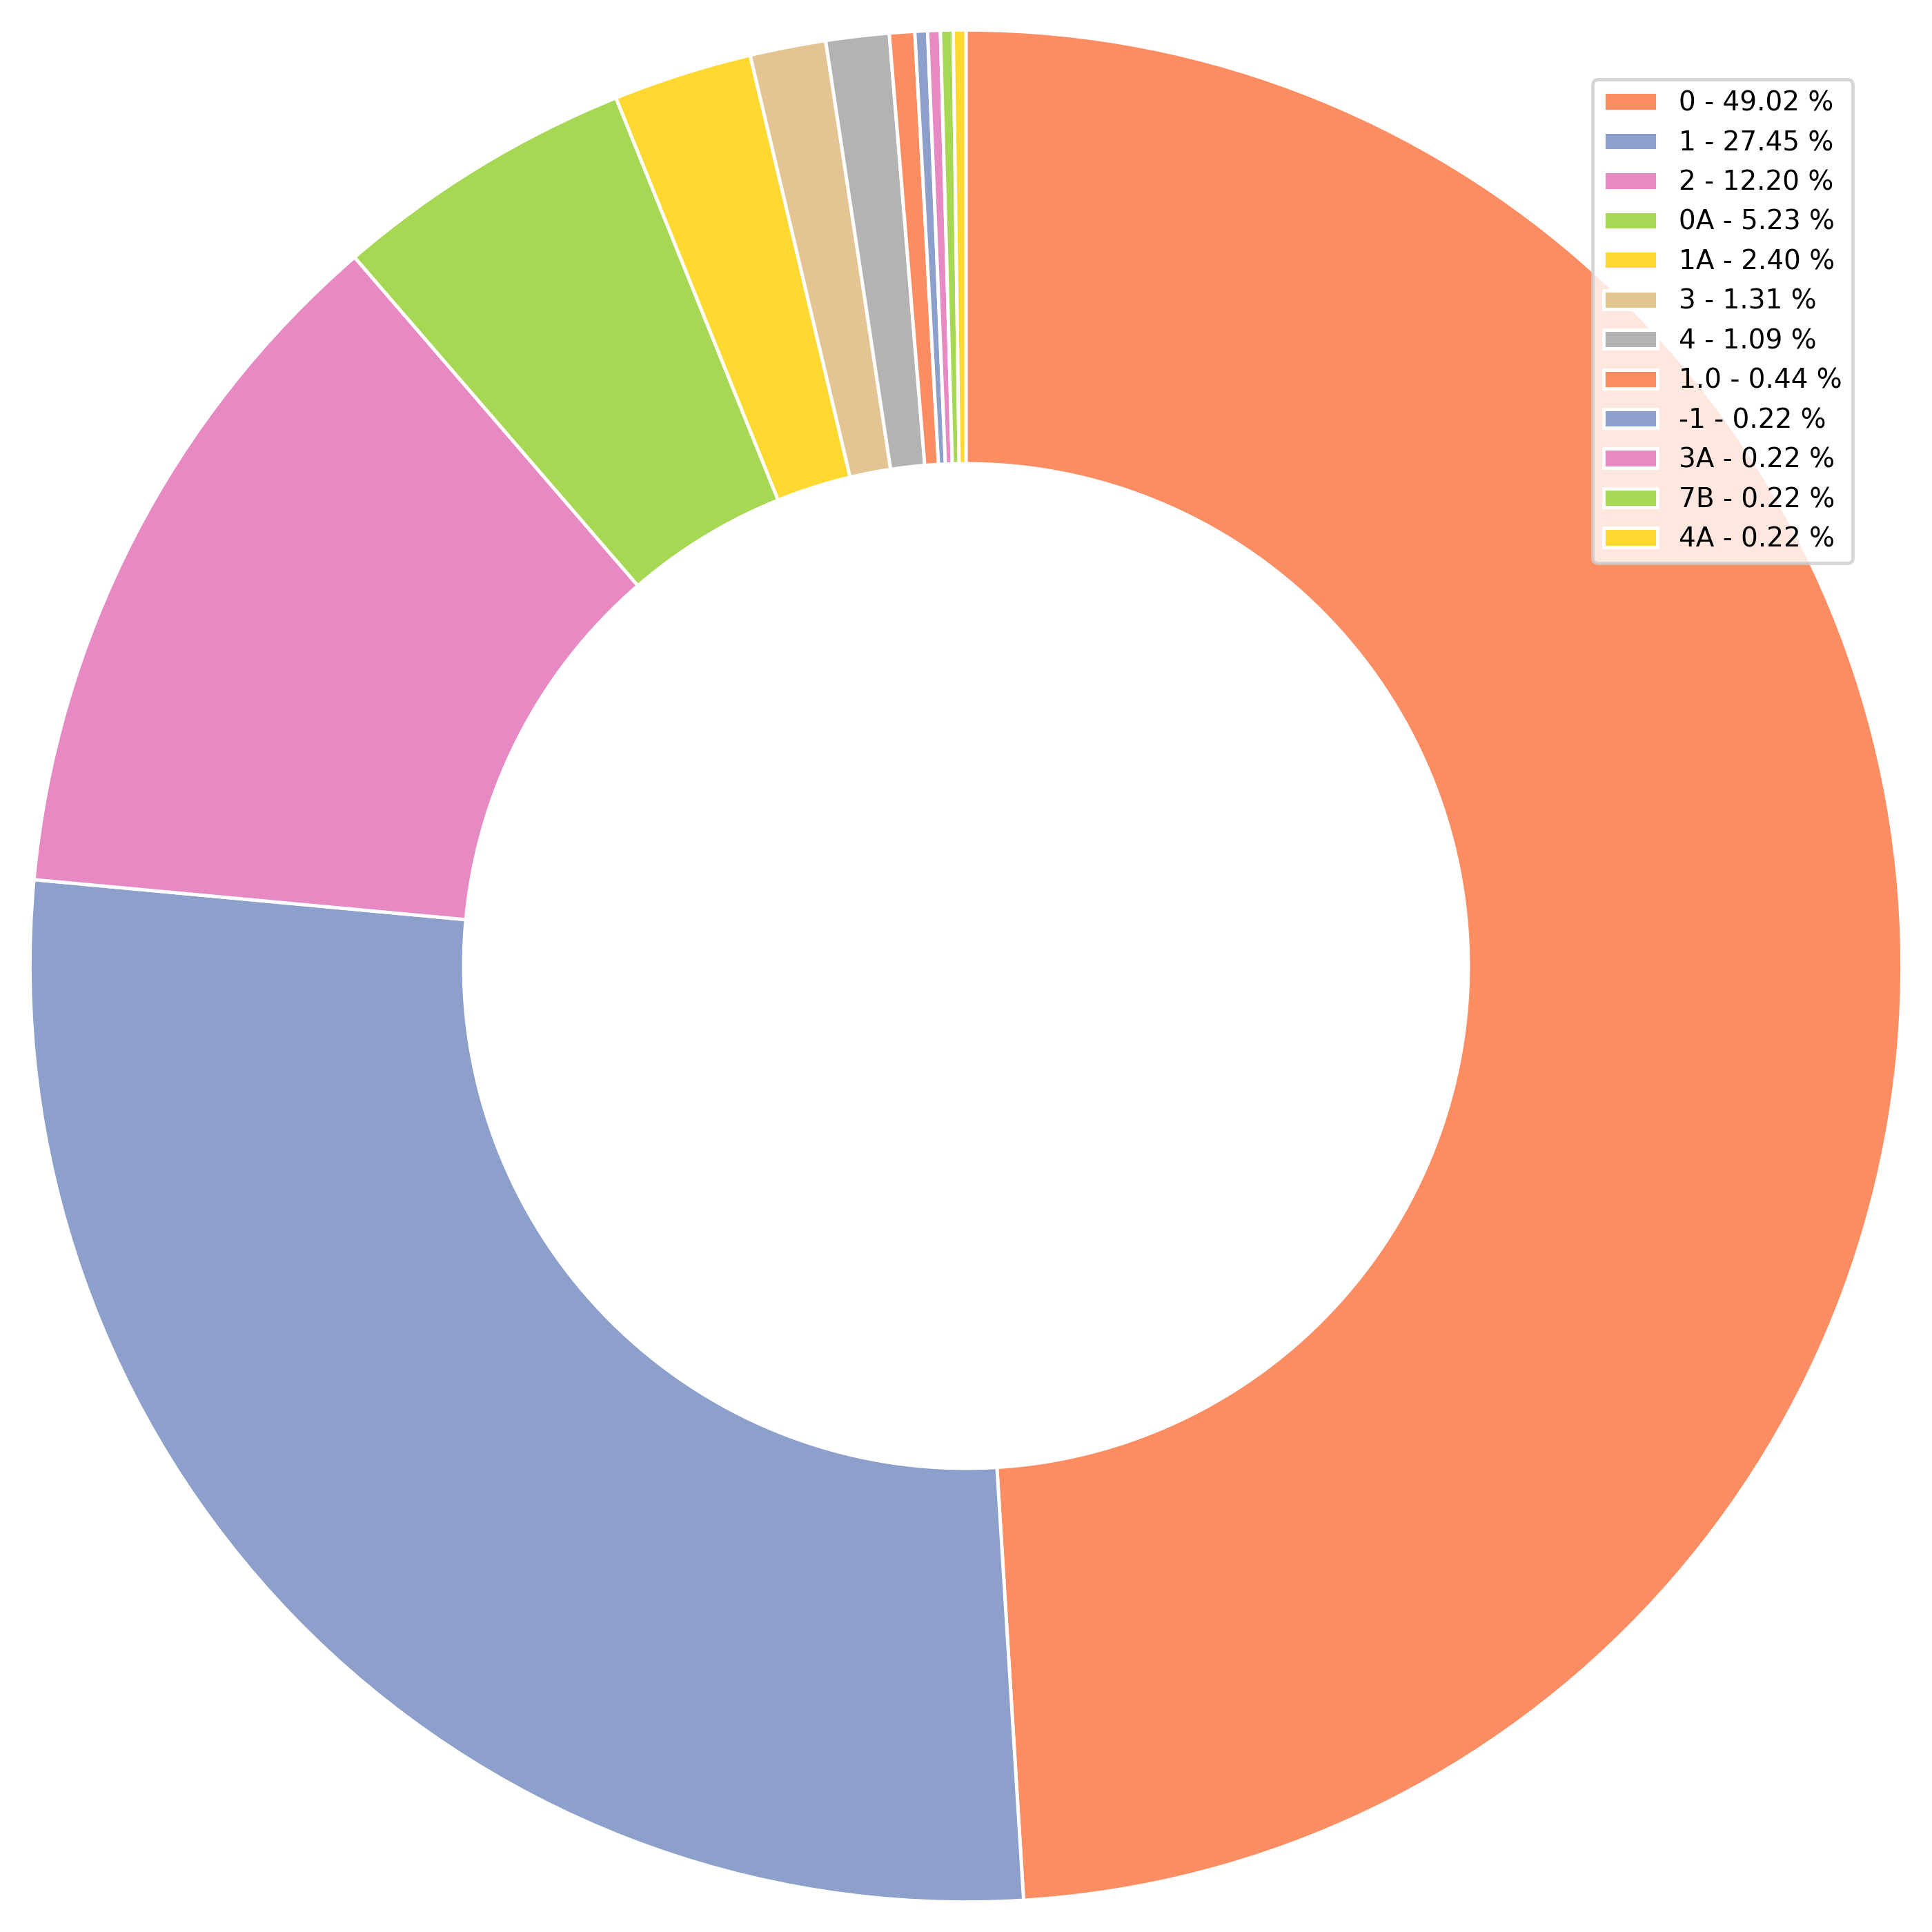 0 - 49.02 %
1 - 27.45 %
2 - 12.20 %
0A - 5.23 %
1A - 2.40 %
3 - 1.31 %
4 - 1.09 %
1.0 - 0.44 %
-1 - 0.22 %
3A - 0.22 %
7B - 0.22 %
4A - 0.22 %